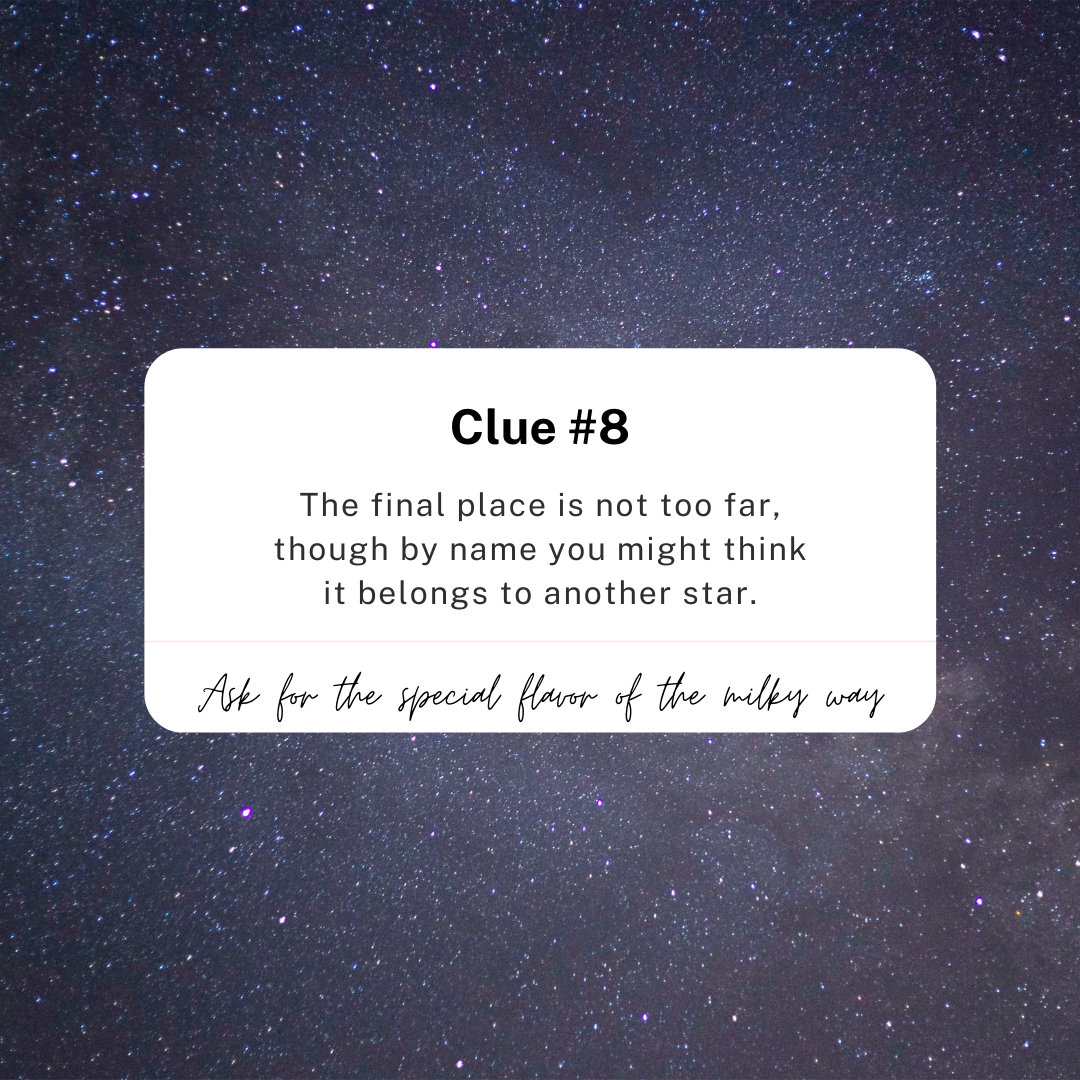 Clue #8
The final place is not too far,
though by name you might think
it belongs to another star.
Ask for the special flavor of the milky way